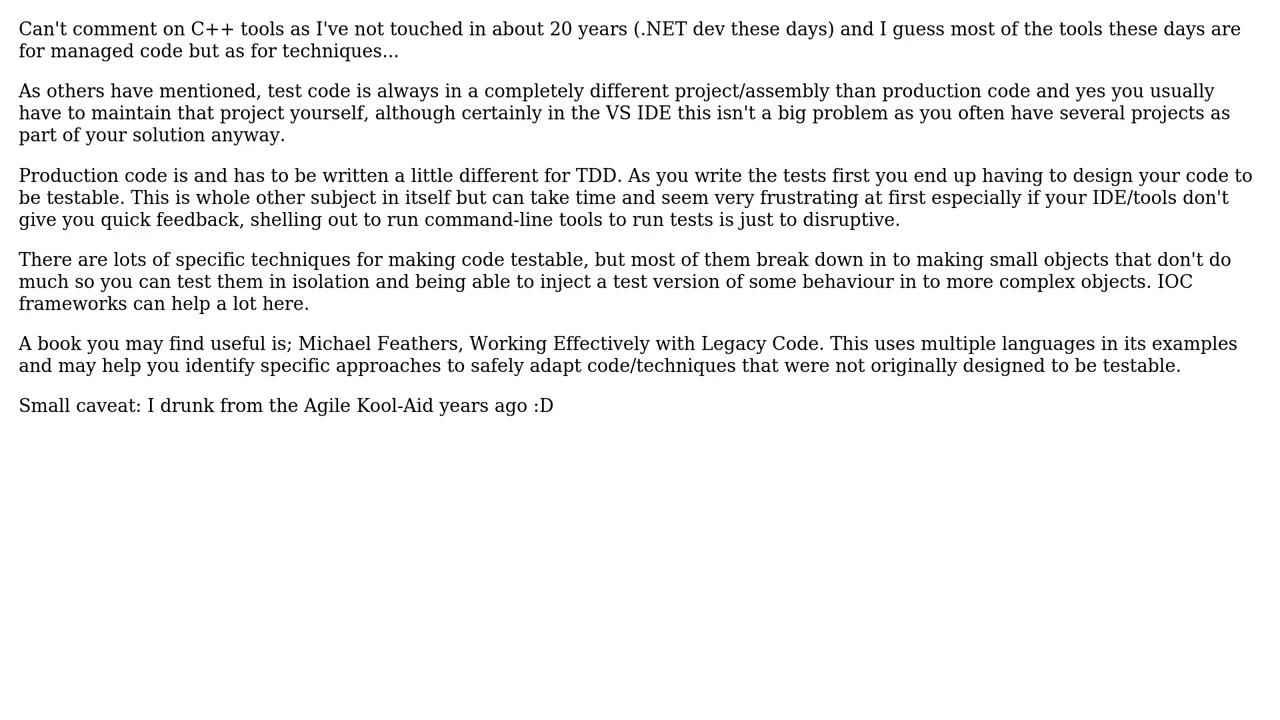 Can't comment on C++ tools as I've not touched in about 20 years (.NET dev these days) and I guess most of the tools these days are
for managed code but as for techniques...
As others have mentioned, test code is always in a completely different project/assembly than production code and yes you usually
have to maintain that project yourself, although certainly in the VS IDE this isn't a big problem as you often have several projects as
part of your solution anyway.
Production code is and has to be written a little different for TDD. As you write the tests first you end up having to design your code to
be testable. This is whole other subject in itself but can take time and seem very frustrating at first especially if your IDE/tools don't
give you quick feedback, shelling out to run command-line tools to run tests is just to disruptive.
There are lots of specific techniques for making code testable, but most of them break down in to making small objects that don't do
much so you can test them in isolation and being able to inject a test version of some behaviour in to more complex objects. IOC
frameworks can help a lot here.
A book you may find useful is; Michael Feathers, Working Effectively with Legacy Code. This uses multiple languages in its examples
and may help you identify specific approaches to safely adapt code/techniques that were not originally designed to be testable.
Small caveat: I drunk from the Agile Kool-Aid years ago :D